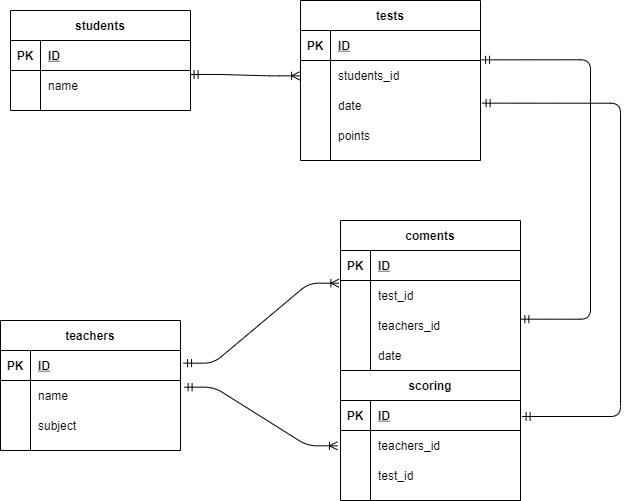 students
PK ID
name
tests
PK ID
students_id
date
points
coments
PK ID
test_id
teachers_id
date
teachers
PK ID
name
subject
scoring
PK ID
teachers_id
test_id